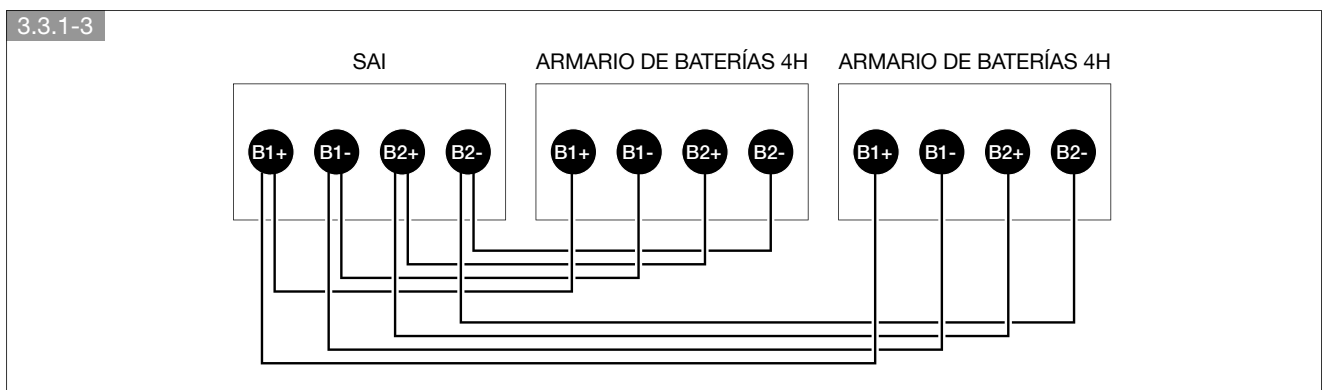 3.3.1-3
SAI
ARMARIO DE BATERÍAS 4H
ARMARIO DE BATERÍAS 4H
B1+ B1- B2+ B2-
B1+ B1- B2+ B2-
B1+ B1- B2+ B2-